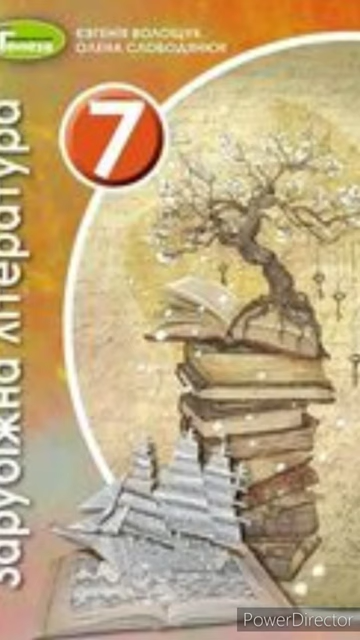 Генеза
ЄВГЕНІЯ ВОЛОЩУК
ОЛЕНА СЛОБОДЯНЮК
7
Зарубіжна література
PowerDirector